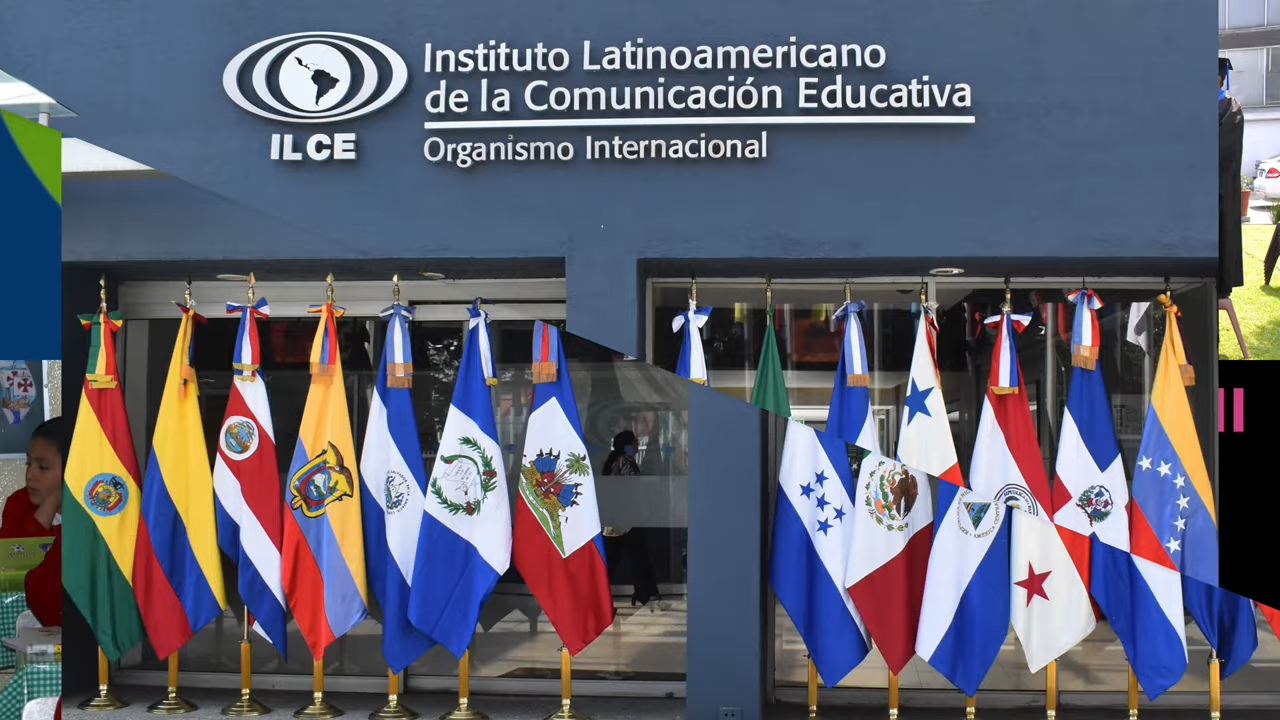 Instituto Latinoamericano
de la Comunicación Educativa
ILCE
Organismo Internacional